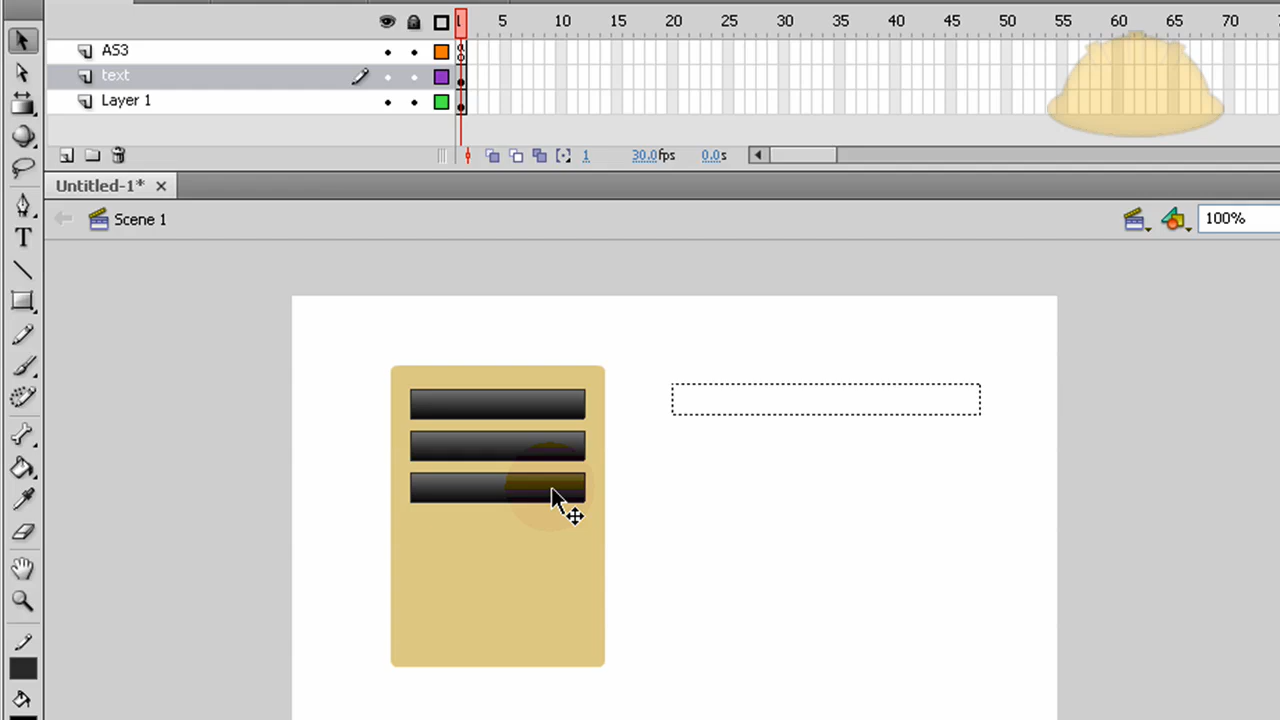 1 5 10 15 20 25 30 35 40 45 50 55 60 65 70
AS3
text
Layer 1
1 30.0fps 0.0s
Untitled-1*
Scene 1 100%
T